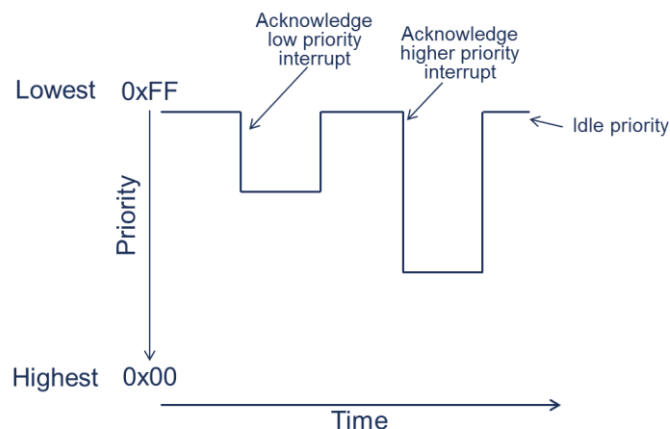 Acknowledge
low priority
interrupt
Acknowledge
higher priority
interrupt
Lowest 0xFF
Idle priority
Priority
Highest 0x00
Time